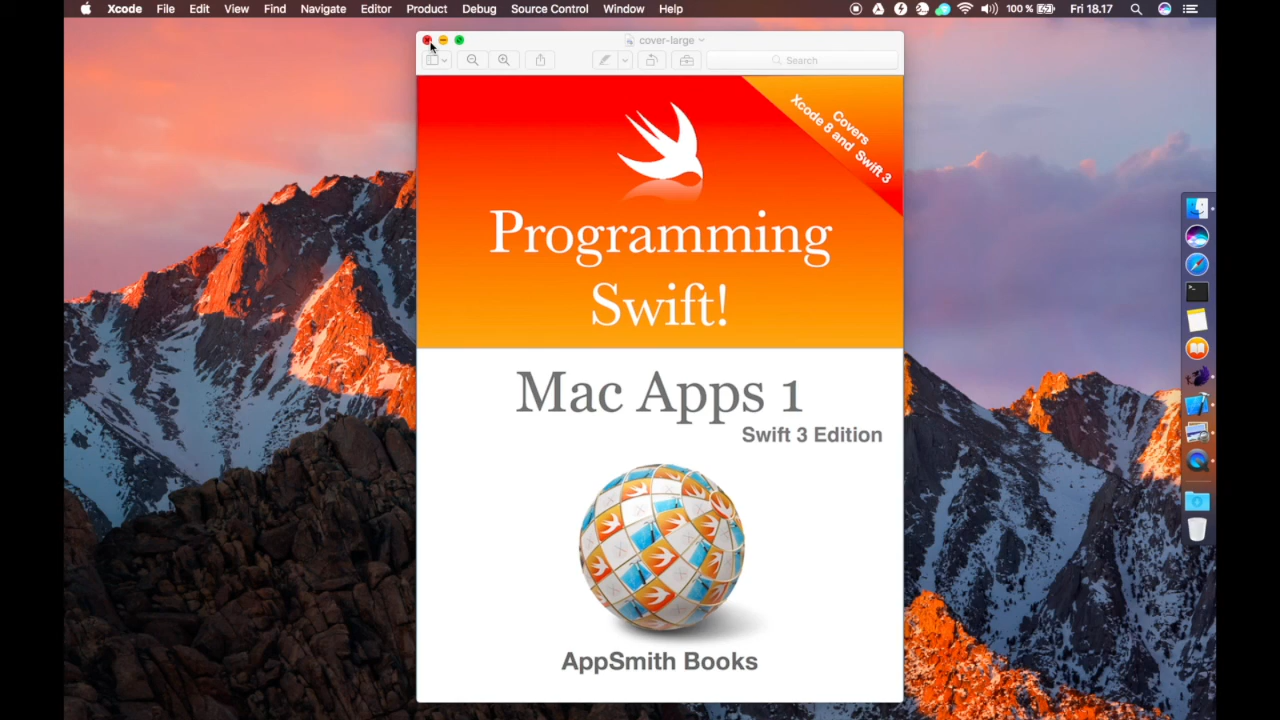 Xcode File Edit View Find Navigate Editor Product Debug Source Control Window Help 100 % Fri 18.17
cover-large
Search
Covers
Xcode 8 and Swift 3
Programming
Swift!
Mac Apps 1
Swift 3 Edition
AppSmith Books